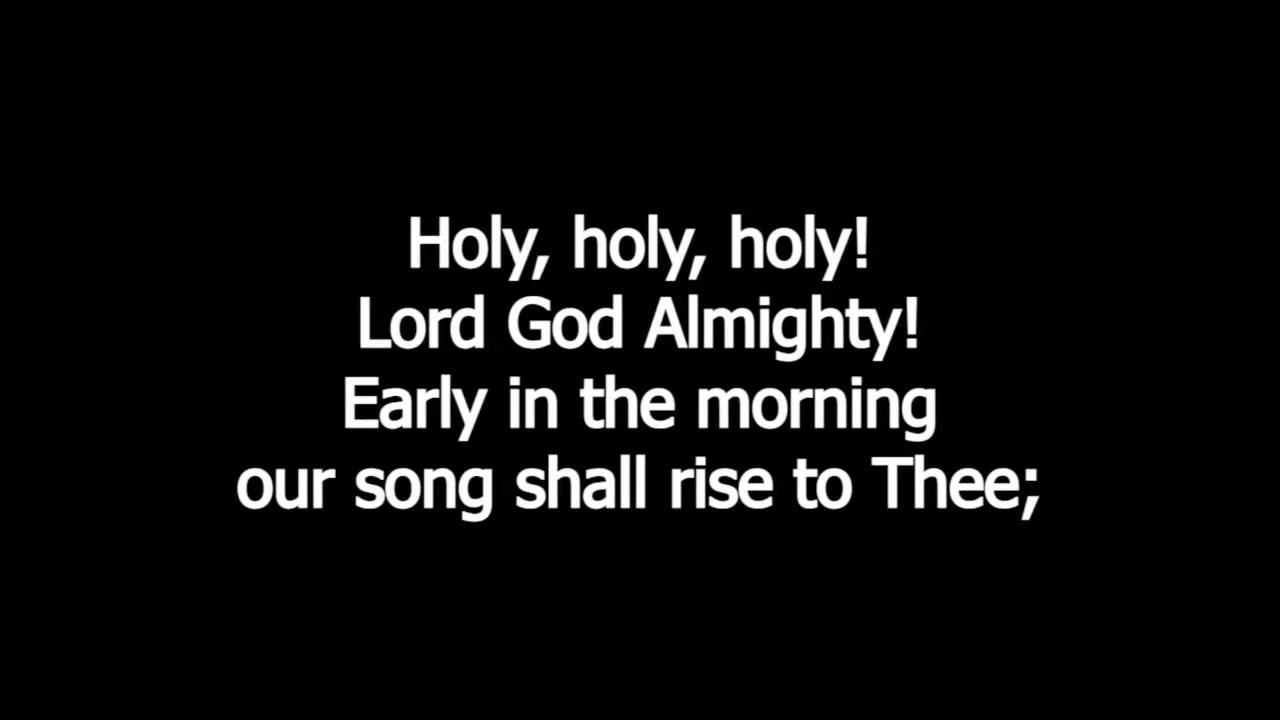 Holy, holy, holy!
Lord God Almighty!
Early in the morning
our song shall rise to Thee;